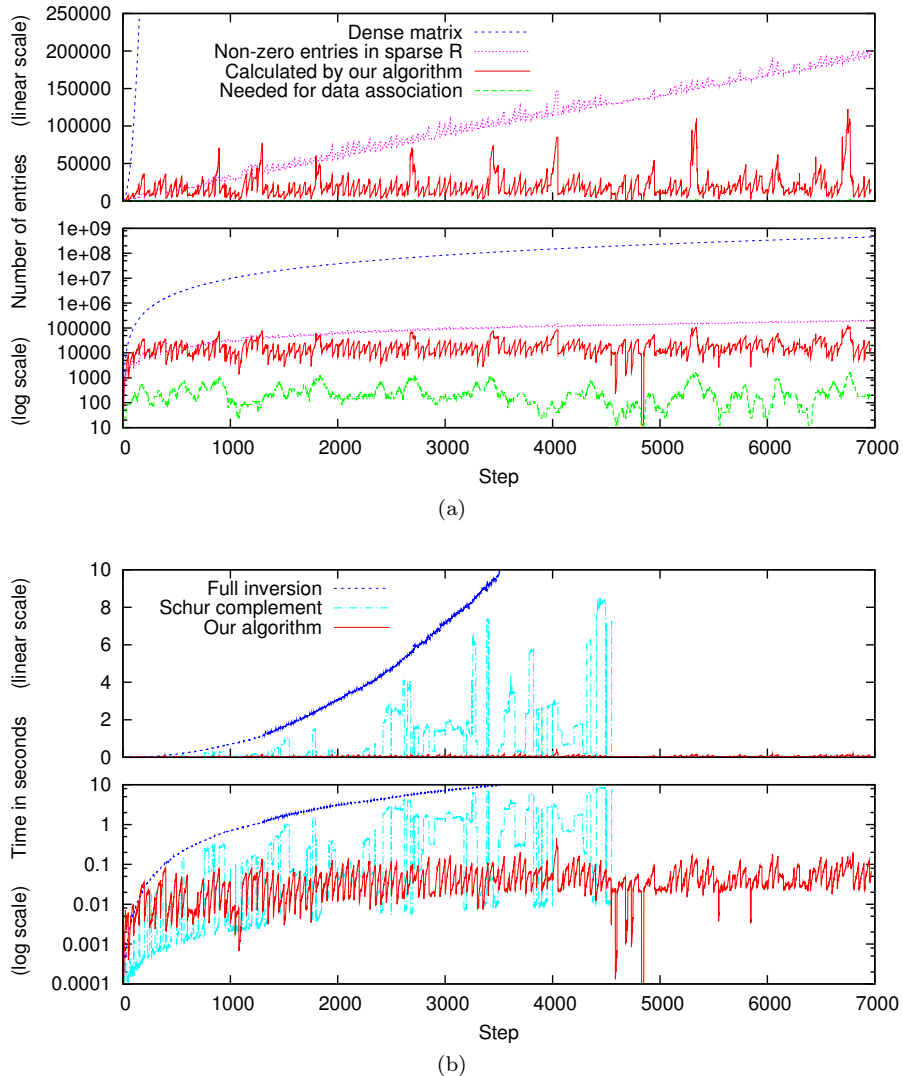 250000
200000
150000
100000
50000
0
Dense matrix
Non-zero entries in sparse R
Calculated by our algorithm
Needed for data association
1e+09
1e+08
1e+07
1e+06
100000
10000
1000
100
10
0 1000 2000 3000 4000 5000 6000 7000
Step
(log scale) Number of entries (linear scale)
(a)
10
8
6
4
2
0
Full inversion
Schur complement
Our algorithm
10
1
0.1
0.01
0.001
0.0001
0 1000 2000 3000 4000 5000 6000 7000
Step
(log scale) Time in seconds (linear scale)
(b)